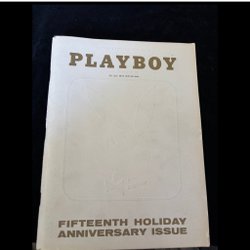 PLAYBOY
FIFTEENTH HOLIDAY
ANNIVERSARY ISSUE